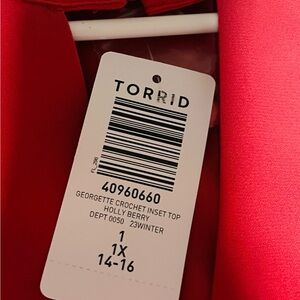 TORRID
40960660
GEORGETTE CROCHET INSET TOP
HOLLY BERRY
DEPT 0050 23WINTER
1
1X
14-16